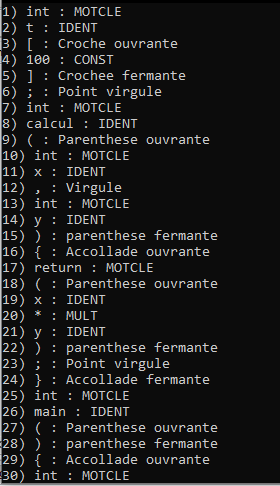 1) int : MOTCLE
2) t : IDENT
3) [ : Croche ouvrante
4) 100 : CONST
5) ] : Crochee fermante
6) ; : Point virgule
7) int : MOTCLE
8) calcul : IDENT
9) ( : Parenthese ouvrante
10) int : MOTCLE
11) x : IDENT
12) , : Virgule
13) int : MOTCLE
14) y : IDENT
15) ) : parenthese fermante
16) { : Accollade ouvrante
17) return : MOTCLE
18) ( : Parenthese ouvrante
19) x : IDENT
20) * : MULT
21) y : IDENT
22) ) : parenthese fermante
23) ; : Point virgule
24) } : Accollade fermante
25) int : MOTCLE
26) main : IDENT
27) ( : Parenthese ouvrante
28) ) : parenthese fermante
29) { : Accollade ouvrante
30) int : MOTCLE